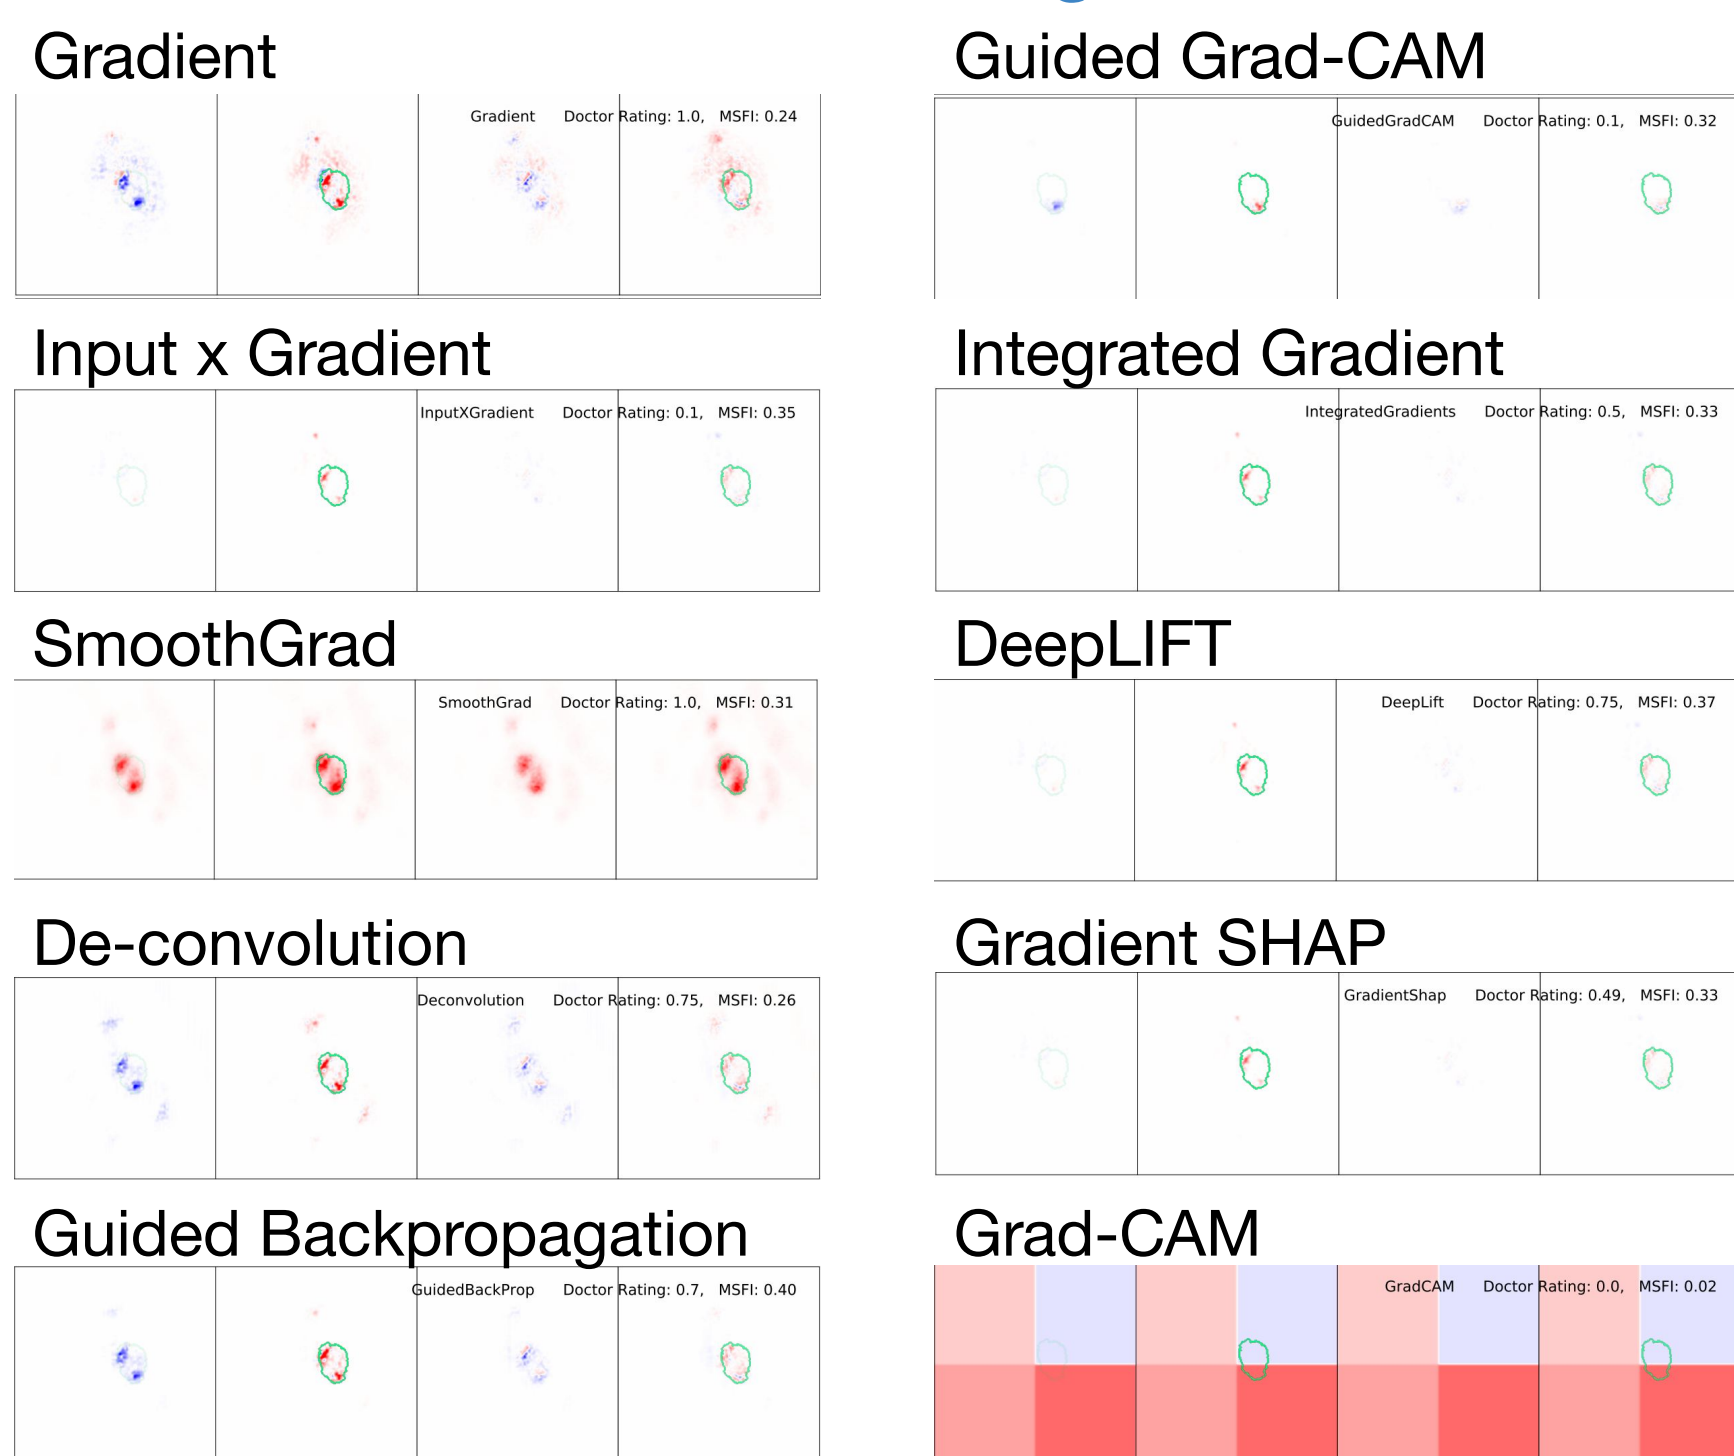 Gradient
Gradient Doctor Rating: 1.0, MSFI: 0.24
Input x Gradient
InputXGradient Doctor Rating: 0.1, MSFI: 0.35
SmoothGrad
SmoothGrad Doctor Rating: 1.0, MSFI: 0.31
De-convolution
Deconvolution Doctor Rating: 0.75, MSFI: 0.26
Guided Backpropagation
GuidedBackProp Doctor Rating: 0.7, MSFI: 0.40
Guided Grad-CAM
GuidedGradCAM Doctor Rating: 0.1, MSFI: 0.32
Integrated Gradient
IntegratedGradients Doctor Rating: 0.5, MSFI: 0.33
DeepLIFT
DeepLift Doctor Rating: 0.75, MSFI: 0.37
Gradient SHAP
GradientShap Doctor Rating: 0.49, MSFI: 0.33
Grad-CAM
GradCAM Doctor Rating: 0.0, MSFI: 0.02